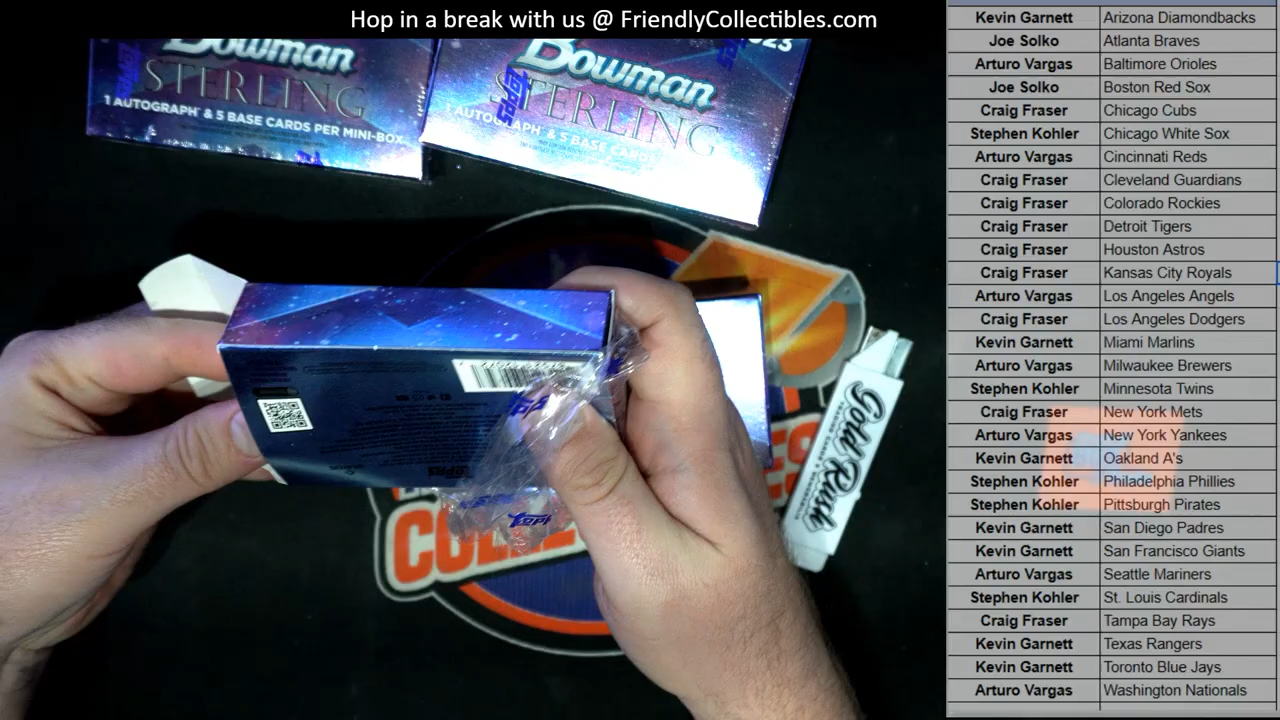 Hop in a break with us @ FriendlyCollectibles.com
Bowman
STERLING
1 AUTOGRAPH & 5 BASE CARDS PER MINI-BOX
topps
2023
Bowman
STERLING
1 AUTOGRAPH & 5 BASE CARDS
topps
topps
topps
Gold Rush
Kevin Garnett Arizona Diamondbacks
Joe Solko Atlanta Braves
Arturo Vargas Baltimore Orioles
Joe Solko Boston Red Sox
Craig Fraser Chicago Cubs
Stephen Kohler Chicago White Sox
Arturo Vargas Cincinnati Reds
Craig Fraser Cleveland Guardians
Craig Fraser Colorado Rockies
Craig Fraser Detroit Tigers
Craig Fraser Houston Astros
Craig Fraser Kansas City Royals
Arturo Vargas Los Angeles Angels
Craig Fraser Los Angeles Dodgers
Kevin Garnett Miami Marlins
Arturo Vargas Milwaukee Brewers
Stephen Kohler Minnesota Twins
Craig Fraser New York Mets
Arturo Vargas New York Yankees
Kevin Garnett Oakland A's
Stephen Kohler Philadelphia Phillies
Stephen Kohler Pittsburgh Pirates
Kevin Garnett San Diego Padres
Kevin Garnett San Francisco Giants
Arturo Vargas Seattle Mariners
Stephen Kohler St. Louis Cardinals
Craig Fraser Tampa Bay Rays
Kevin Garnett Texas Rangers
Kevin Garnett Toronto Blue Jays
Arturo Vargas Washington Nationals